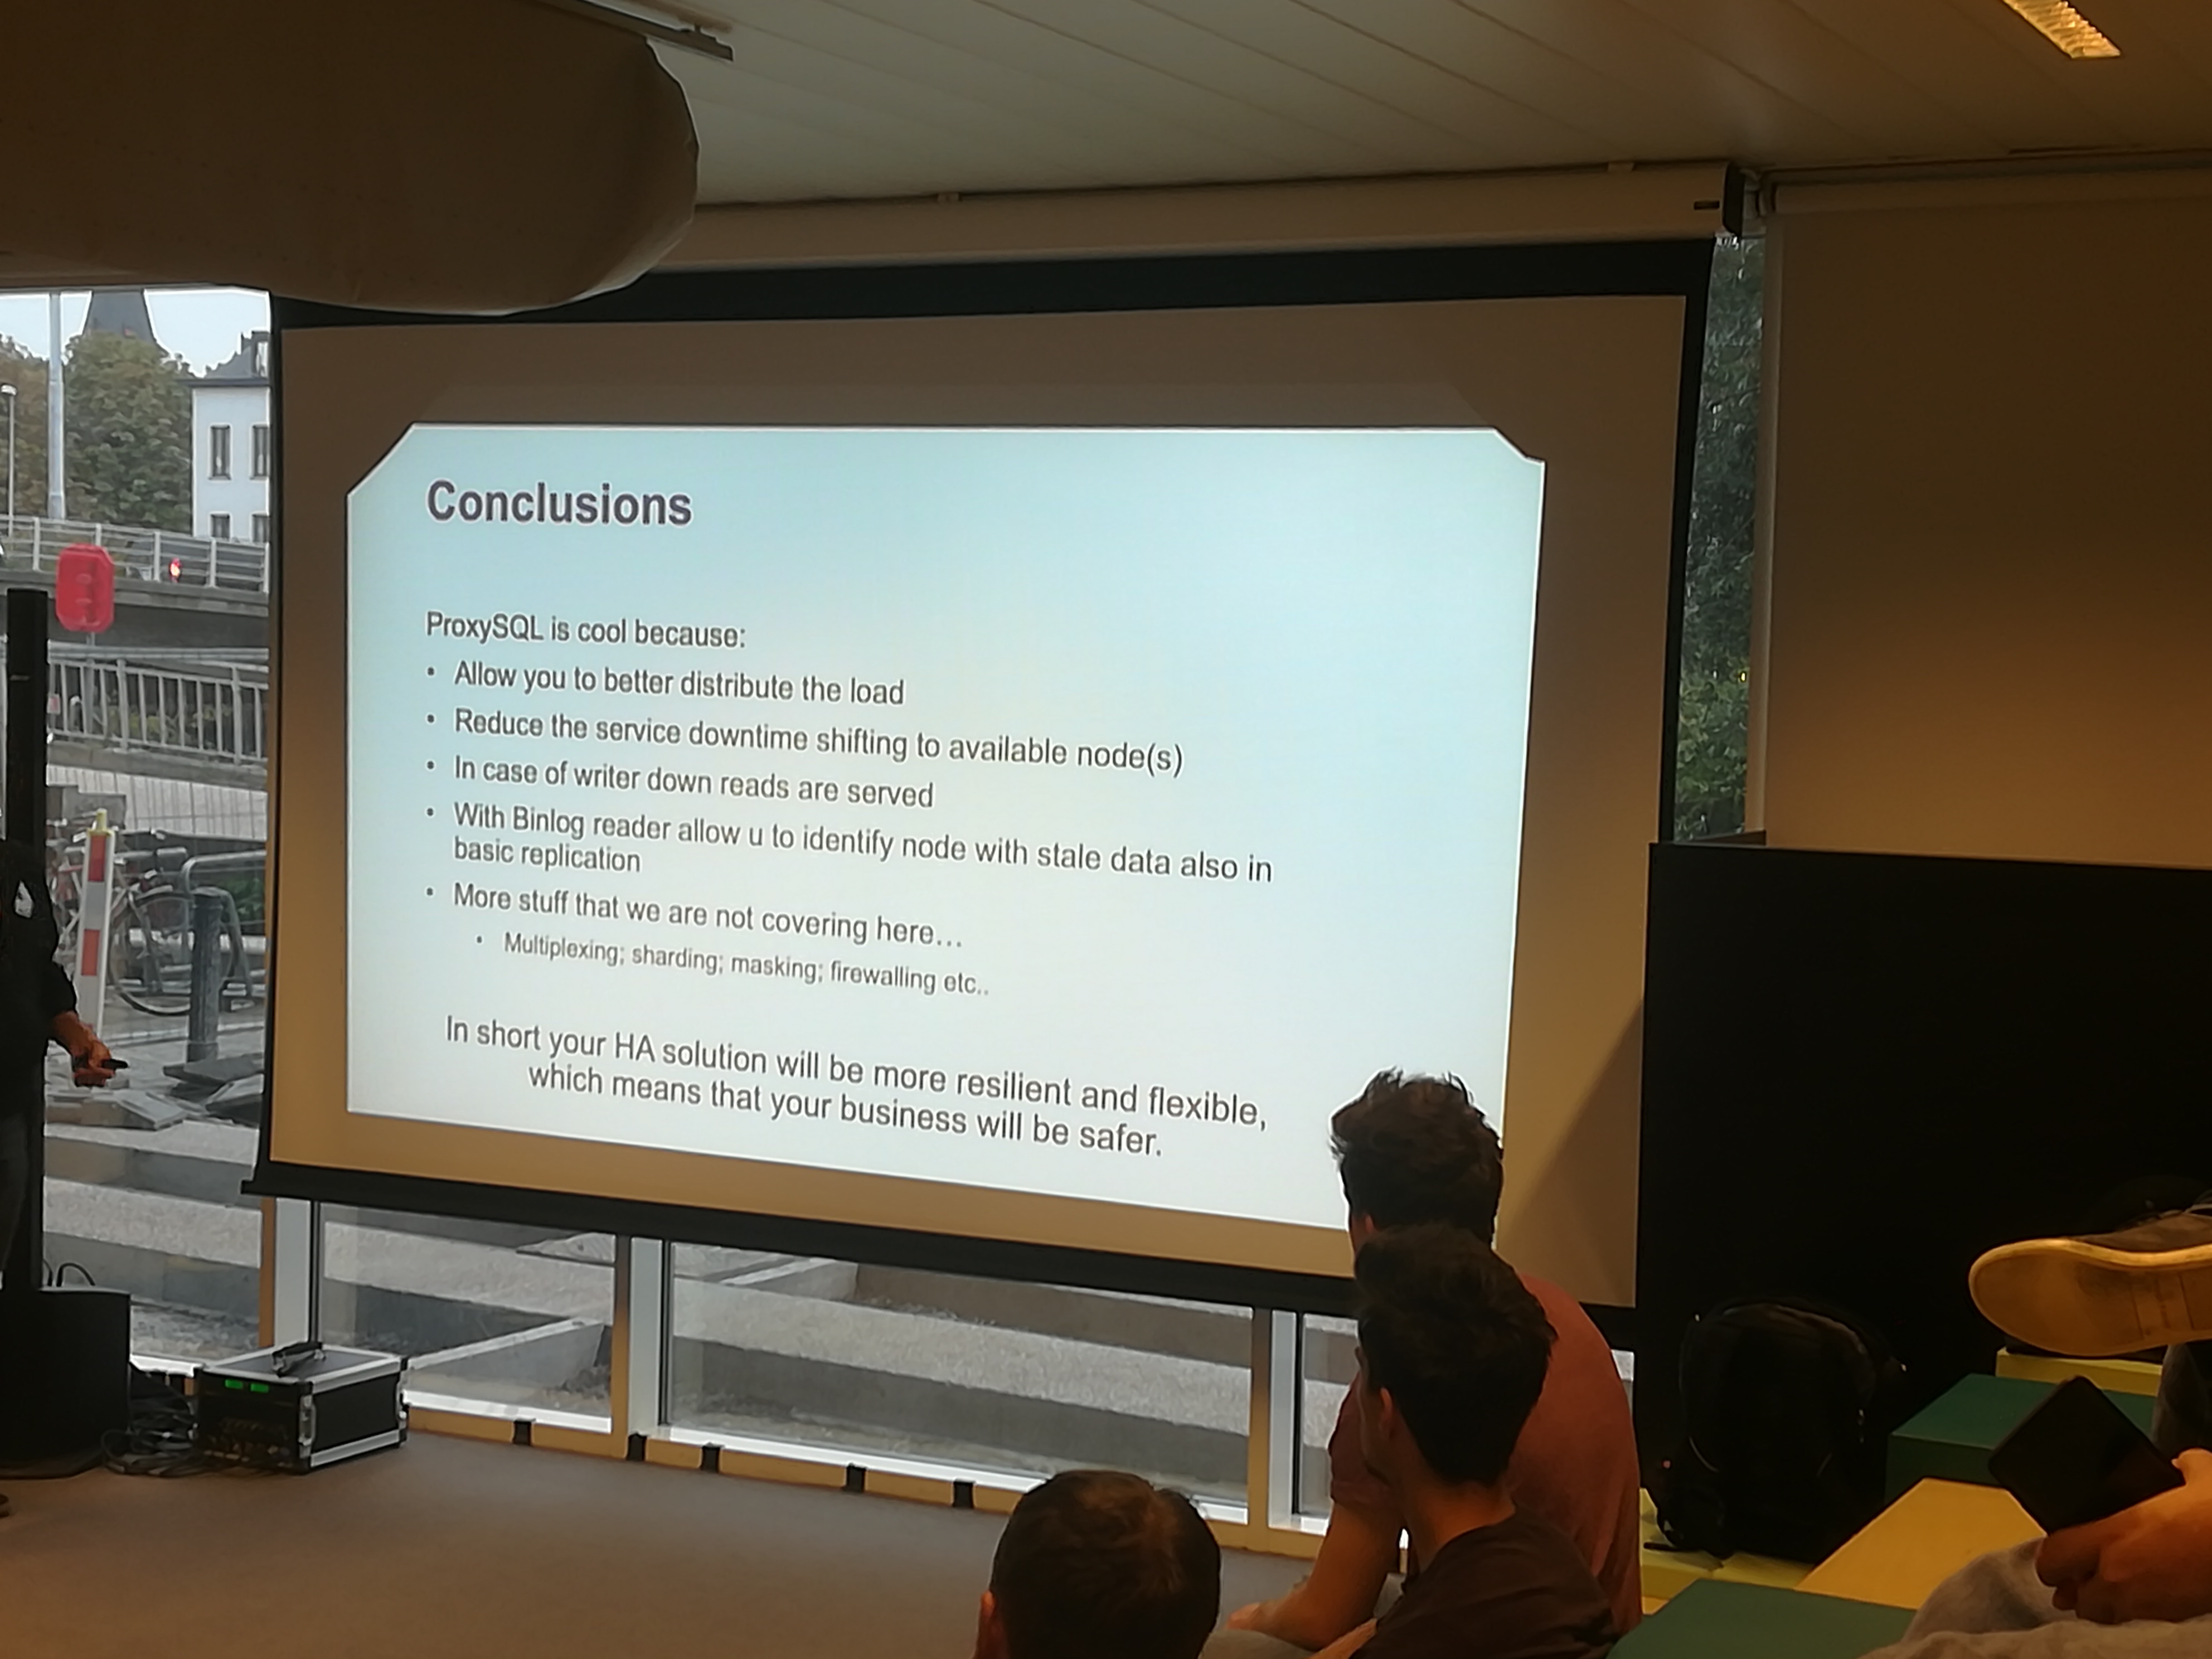 Conclusions
ProxySQL is cool because:
• Allow you to better distribute the load
• Reduce the service downtime shifting to available node(s)
• In case of writer down reads are served
• With Binlog reader allow u to identify node with stale data also in
basic replication
• More stuff that we are not covering here...
• Multiplexing; sharding; masking; firewalling etc..
In short your HA solution will be more resilient and flexible,
which means that your business will be safer.